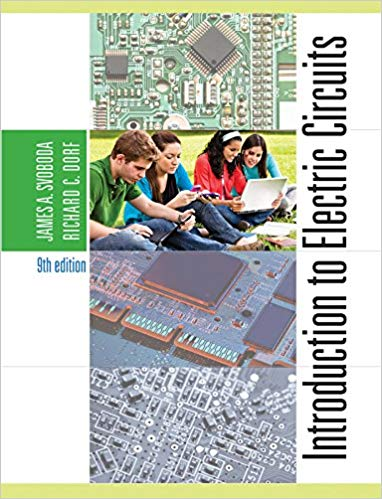 JAMES A. SVOBODA
RICHARD C. DORF
9th edition
Introduction to Electric Circuits